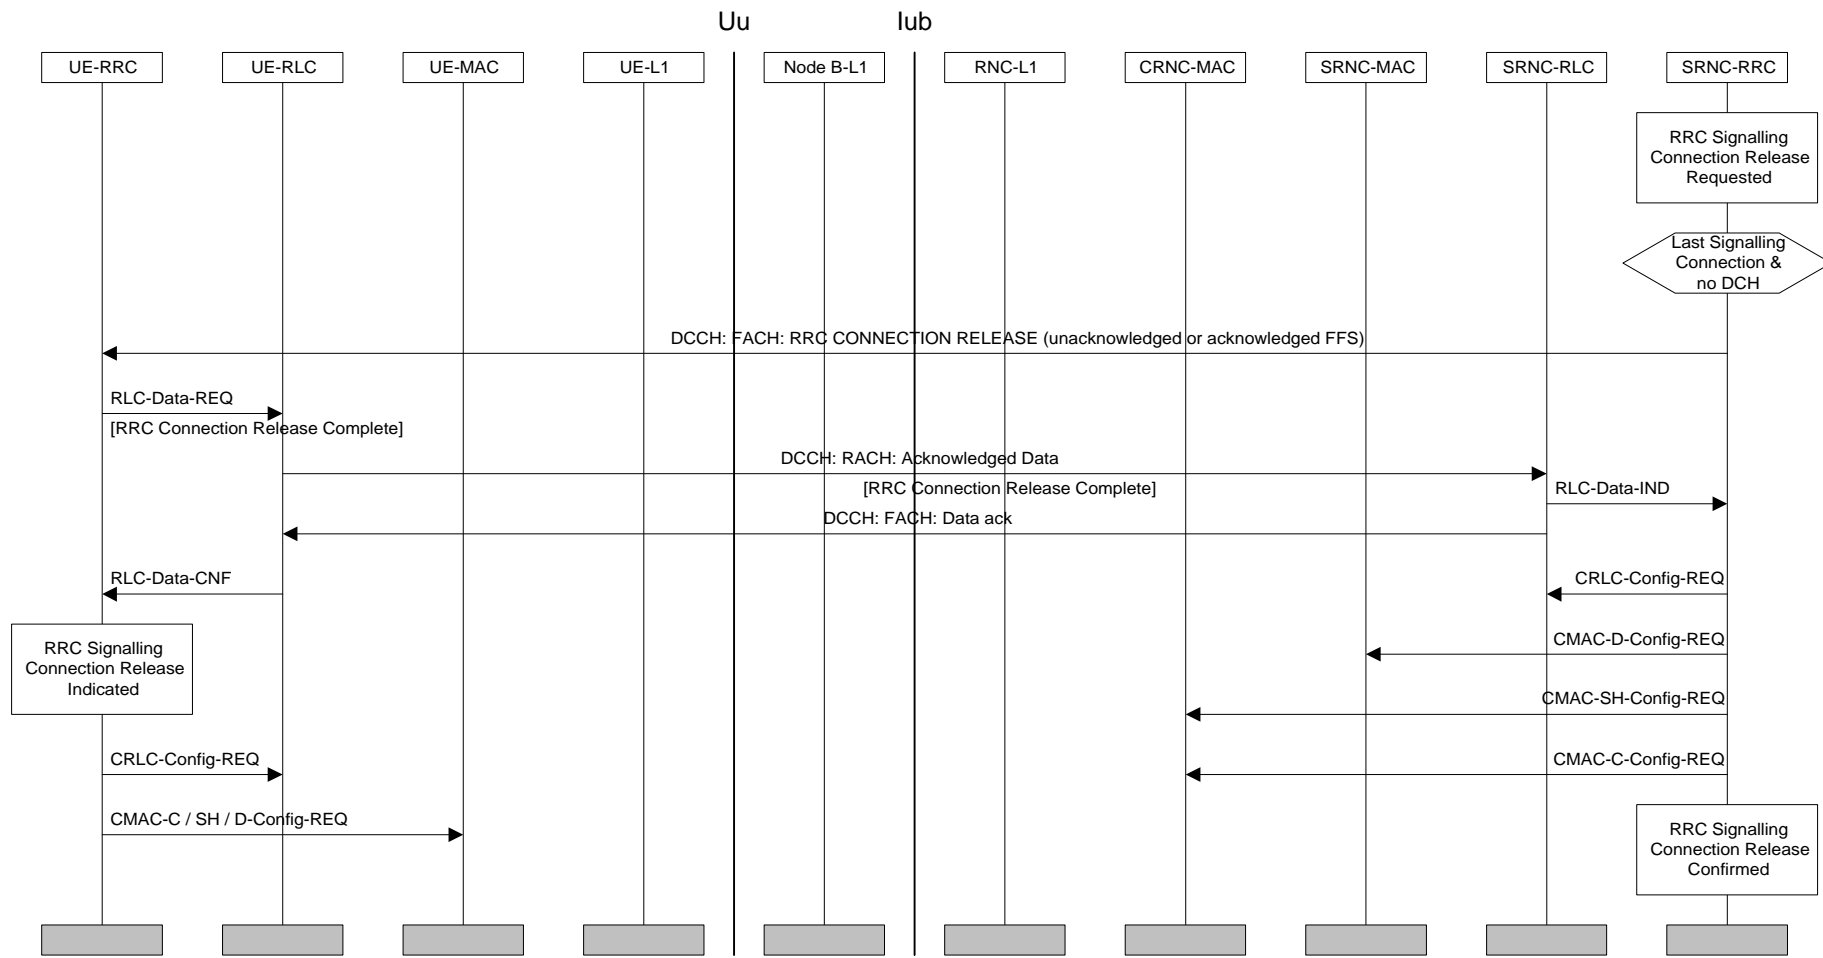 Uu
Iub
UE-RRC
UE-RLC
UE-MAC
UE-L1
Node B-L1
RNC-L1
CRNC-MAC
SRNC-MAC
SRNC-RLC
SRNC-RRC
RRC Signalling
Connection Release
Requested
Last Signalling
Connection &
no DCH
DCCH: FACH: RRC CONNECTION RELEASE (unacknowledged or acknowledged FFS)
RLC-Data-REQ
[RRC Connection Release Complete]
DCCH: RACH: Acknowledged Data
[RRC Connection Release Complete]
RLC-Data-IND
DCCH: FACH: Data ack
RLC-Data-CNF
CRLC-Config-REQ
RRC Signalling
Connection Release
Indicated
CMAC-D-Config-REQ
CMAC-SH-Config-REQ
CRLC-Config-REQ
CMAC-C-Config-REQ
CMAC-C / SH / D-Config-REQ
RRC Signalling
Connection Release
Confirmed